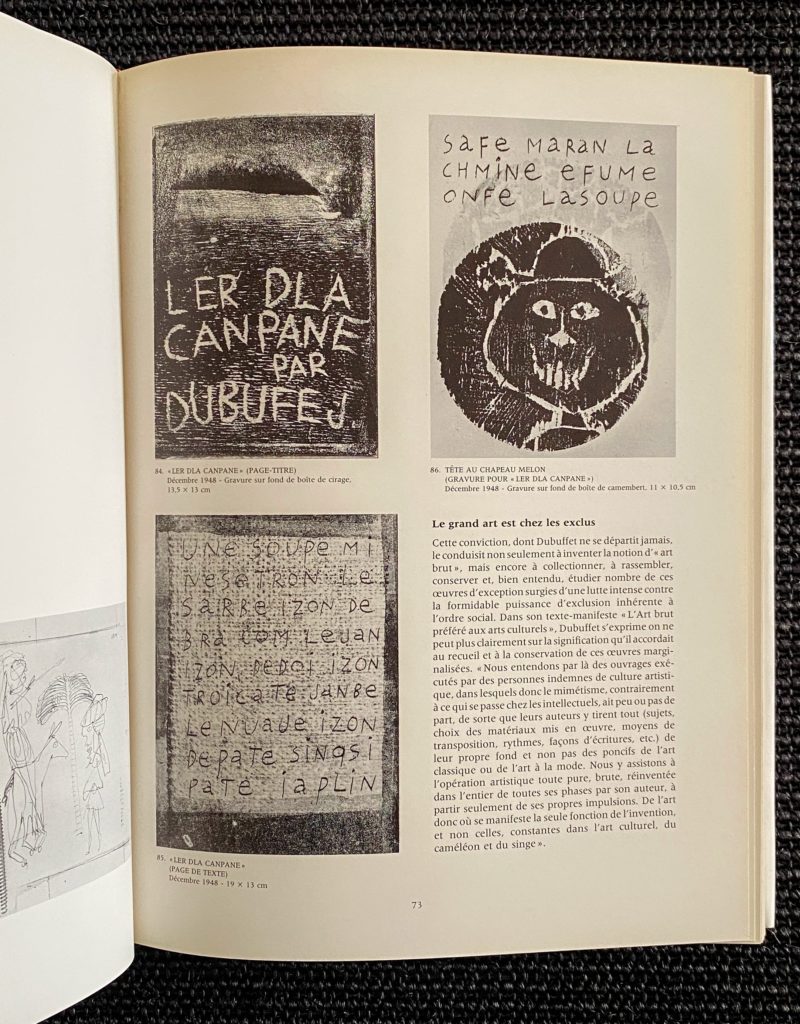 LER DLA
CANPANE
PAR
DUBUFE J
84. «LER DLA CANPANE» (PAGE-TITRE)
Décembre 1948 - Gravure sur fond de boîte de cirage,
13,5 × 13 cm
SaFe MaRaN La
CHMiNe eFUMe
ONFe LaSOUPe
86. TÊTE AU CHAPEAU MELON
(GRAVURE POUR «LER DLA CANPANE»)
Décembre 1948 - Gravure sur fond de boîte de camembert, 11 × 10,5 cm
UNe SOUPe Mi
NeSeTRON Le
SaRBe iZON De
BRa COM LeUaN
iZON DeDOi iZON
TROiCaTe JaNBe
Le NUaUe iZON
DePaTe SiNQSi
PaTe iaPLiN
85. «LER DLA CANPANE»
(PAGE DE TEXTE)
Décembre 1948 - 19 × 13 cm
Le grand art est chez les exclus
Cette conviction, dont Dubuffet ne se départit jamais,
le conduisit non seulement à inventer la notion d'« art
brut », mais encore à collectionner, à rassembler,
conserver et, bien entendu, étudier nombre de ces
œuvres d'exception surgies d'une lutte intense contre
la formidable puissance d'exclusion inhérente à
l'ordre social. Dans son texte-manifeste « L'Art brut
préféré aux arts culturels », Dubuffet s'exprime on ne
peut plus clairement sur la signification qu'il accordait
au recueil et à la conservation de ces œuvres margi-
nalisées. « Nous entendons par là des ouvrages exé-
cutés par des personnes indemnes de culture artisti-
que, dans lesquels donc le mimétisme, contrairement
à ce qui se passe chez les intellectuels, ait peu ou pas de
part, de sorte que leurs auteurs y tirent tout (sujets,
choix des matériaux mis en œuvre, moyens de
transposition, rythmes, façons d'écritures, etc.) de
leur propre fond et non pas des poncifs de l'art
classique ou de l'art à la mode. Nous y assistons à
l'opération artistique toute pure, brute, réinventée
dans l'entier de toutes ses phases par son auteur, à
partir seulement de ses propres impulsions. De l'art
donc où se manifeste la seule fonction de l'invention,
et non celles, constantes dans l'art culturel, du
caméléon et du singe ».
73